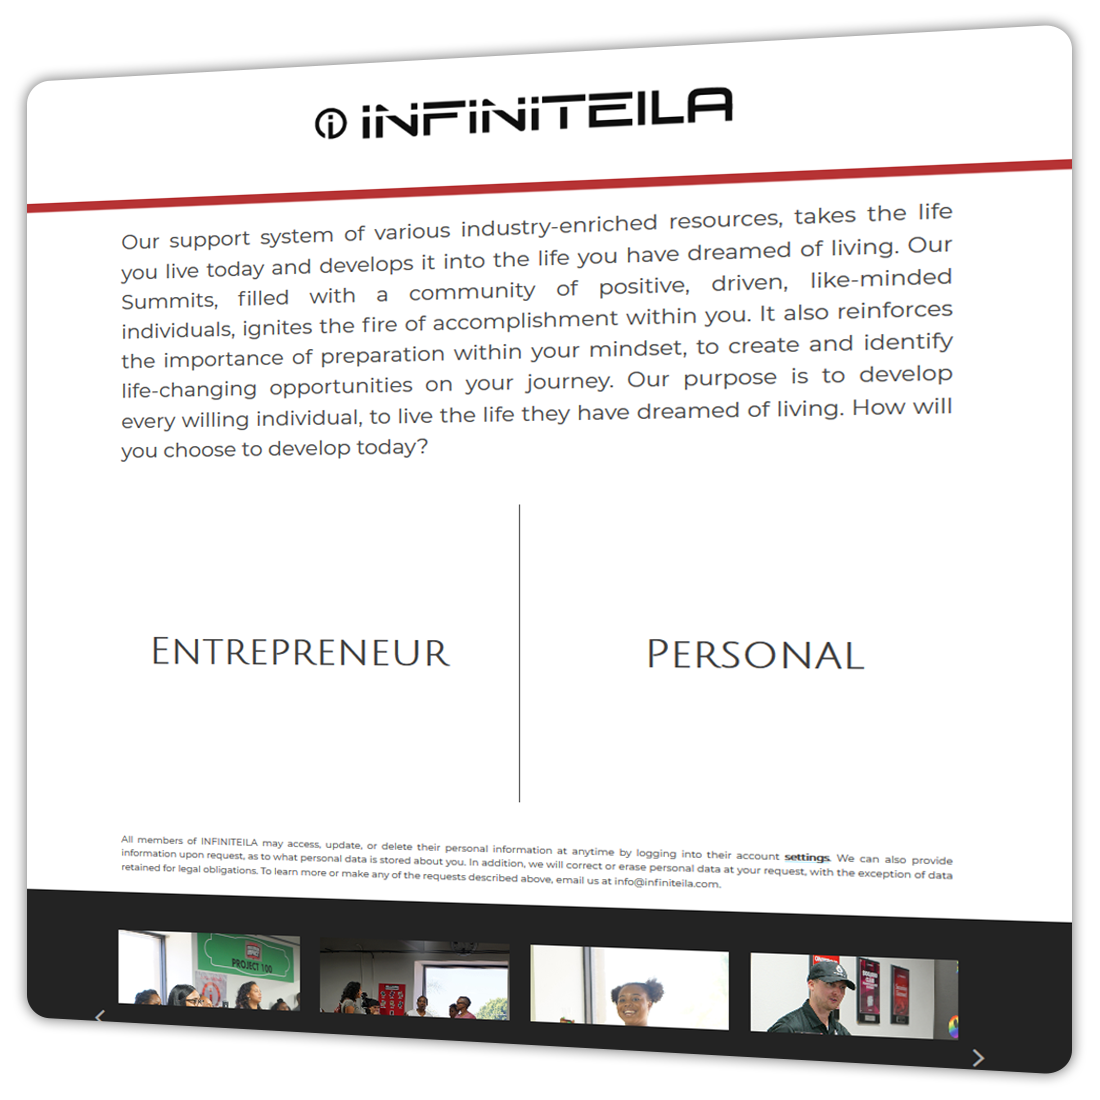 iNFiNiTEILA
Our support system of various industry-enriched resources, takes the life
you live today and develops it into the life you have dreamed of living. Our
Summits, filled with a community of positive, driven, like-minded
individuals, ignites the fire of accomplishment within you. It also reinforces
the importance of preparation within your mindset, to create and identify
life-changing opportunities on your journey. Our purpose is to develop
every willing individual, to live the life they have dreamed of living. How will
you choose to develop today?
ENTREPRENEUR
PERSONAL
All members of INFINITEILA may access, update, or delete their personal information at anytime by logging into their account settings. We can also provide
information upon request, as to what personal data is stored about you. In addition, we will correct or erase personal data at your request, with the exception of data
retained for legal obligations. To learn more or make any of the requests described above, email us at info@infiniteila.com.
PROJECT 100